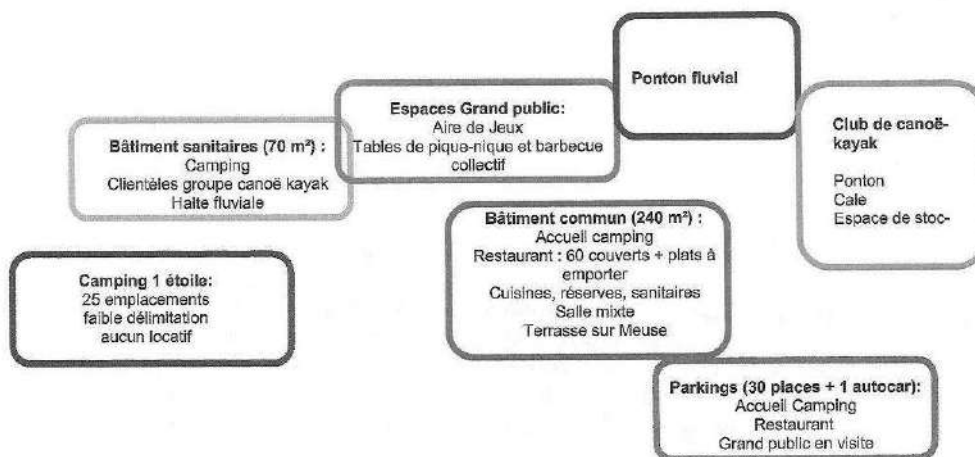 Ponton fluvial
Espaces Grand public:
Aire de Jeux
Tables de pique-nique et barbecue
collectif
Club de canoë-
kayak
Ponton
Cale
Espace de stoc-
Bâtiment sanitaires (70 m²) :
Camping
Clientèles groupe canoë kayak
Halte fluviale
Bâtiment commun (240 m²) :
Accueil camping
Restaurant : 60 couverts + plats à
emporter
Cuisines, réserves, sanitaires
Salle mixte
Terrasse sur Meuse
Camping 1 étoile:
25 emplacements
faible délimitation
aucun locatif
Parkings (30 places + 1 autocar):
Accueil Camping
Restaurant
Grand public en visite